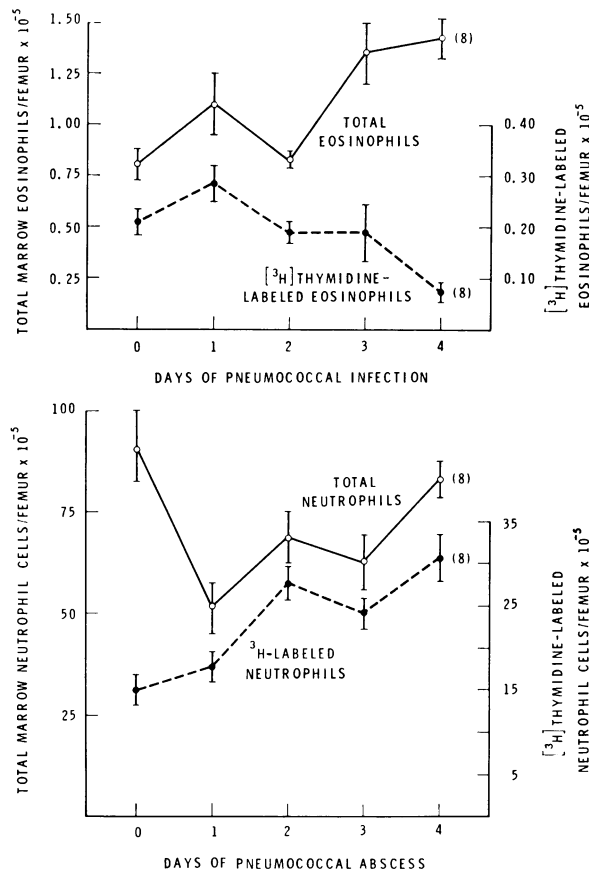 TOTAL MARROW EOSINOPHILS/FEMUR x 10-5
1.50
1.25
1.00
0.75
0.50
0.25
(8)
TOTAL
EOSINOPHILS
[3H]THYMIDINE-
LABELED EOSINOPHILS
(8)
0.40
0.30
0.20
0.10
[3H]THYMIDINE-LABELED
EOSINOPHILS/FEMUR x 10-5
0 1 2 3 4
DAYS OF PNEUMOCOCCAL INFECTION
TOTAL MARROW NEUTROPHIL CELLS/FEMUR x 10-5
100
75
50
25
TOTAL
NEUTROPHILS
(8)
(8)
3H-LABELED
NEUTROPHILS
35
25
15
5
[3H]THYMIDINE-LABELED
NEUTROPHIL CELLS/FEMUR x 10-5
0 1 2 3 4
DAYS OF PNEUMOCOCCAL ABSCESS